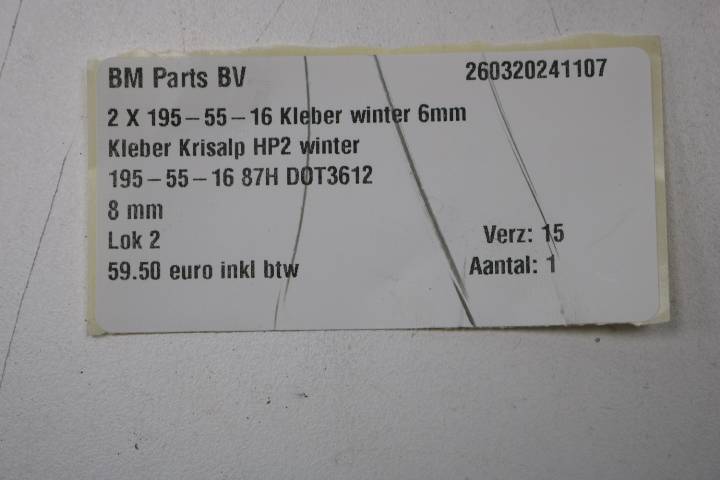 BM Parts BV 260320241107
2 X 195-55-16 Kleber winter 6mm
Kleber Krisalp HP2 winter
195-55-16 87H DOT3612
8 mm
Lok 2 Verz: 15
59.50 euro inkl btw Aantal: 1